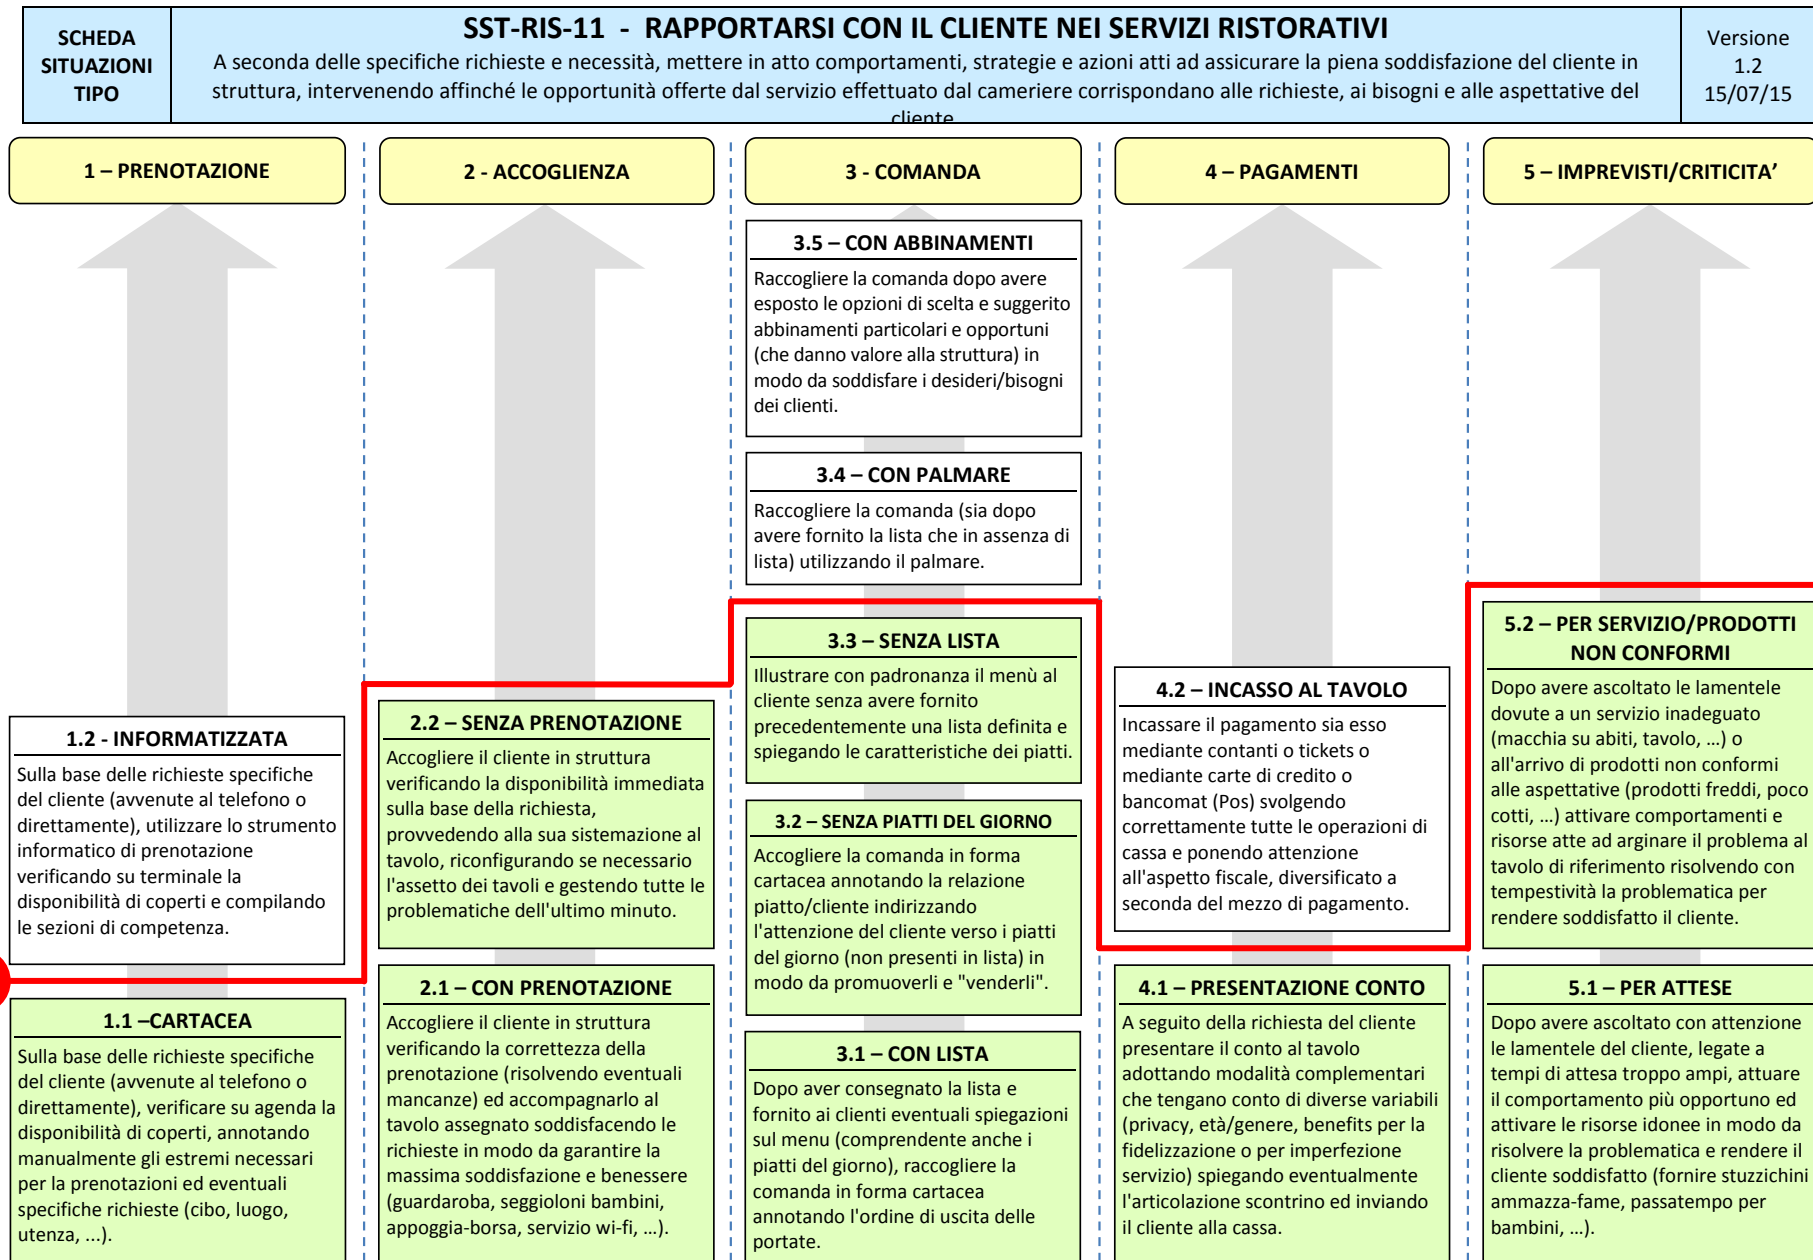 SCHEDA
SITUAZIONI
TIPO
SST-RIS-11 - RAPPORTARSI CON IL CLIENTE NEI SERVIZI RISTORATIVI
A seconda delle specifiche richieste e necessità, mettere in atto comportamenti, strategie e azioni atti ad assicurare la piena soddisfazione del cliente in
struttura, intervenendo affinché le opportunità offerte dal servizio effettuato dal cameriere corrispondano alle richieste, ai bisogni e alle aspettative del
cliente
Versione
1.2
15/07/15
1 – PRENOTAZIONE
1.2 - INFORMATIZZATA
Sulla base delle richieste specifiche
del cliente (avvenute al telefono o
direttamente), utilizzare lo strumento
informatico di prenotazione
verificando su terminale la
disponibilità di coperti e compilando
le sezioni di competenza.
1.1 –CARTACEA
Sulla base delle richieste specifiche
del cliente (avvenute al telefono o
direttamente), verificare su agenda la
disponibilità di coperti, annotando
manualmente gli estremi necessari
per la prenotazioni ed eventuali
specifiche richieste (cibo, luogo,
utenza, ...).
2 - ACCOGLIENZA
2.2 – SENZA PRENOTAZIONE
Accogliere il cliente in struttura
verificando la disponibilità immediata
sulla base della richiesta,
provvedendo alla sua sistemazione al
tavolo, riconfigurando se necessario
l'assetto dei tavoli e gestendo tutte le
problematiche dell'ultimo minuto.
2.1 – CON PRENOTAZIONE
Accogliere il cliente in struttura
verificando la correttezza della
prenotazione (risolvendo eventuali
mancanze) ed accompagnarlo al
tavolo assegnato soddisfacendo le
richieste in modo da garantire la
massima soddisfazione e benessere
(guardaroba, seggioloni bambini,
appoggia-borsa, servizio wi-fi, …).
3 - COMANDA
3.5 – CON ABBINAMENTI
Raccogliere la comanda dopo avere
esposto le opzioni di scelta e suggerito
abbinamenti particolari e opportuni
(che danno valore alla struttura) in
modo da soddisfare i desideri/bisogni
dei clienti.
3.4 – CON PALMARE
Raccogliere la comanda (sia dopo
avere fornito la lista che in assenza di
lista) utilizzando il palmare.
3.3 – SENZA LISTA
Illustrare con padronanza il menù al
cliente senza avere fornito
precedentemente una lista definita e
spiegando le caratteristiche dei piatti.
3.2 – SENZA PIATTI DEL GIORNO
Accogliere la comanda in forma
cartacea annotando la relazione
piatto/cliente indirizzando
l'attenzione del cliente verso i piatti
del giorno (non presenti in lista) in
modo da promuoverli e "venderli".
3.1 – CON LISTA
Dopo aver consegnato la lista e
fornito ai clienti eventuali spiegazioni
sul menu (comprendente anche i
piatti del giorno), raccogliere la
comanda in forma cartacea
annotando l'ordine di uscita delle
portate.
4 – PAGAMENTI
4.2 – INCASSO AL TAVOLO
Incassare il pagamento sia esso
mediante contanti o tickets o
mediante carte di credito o
bancomat (Pos) svolgendo
correttamente tutte le operazioni di
cassa e ponendo attenzione
all'aspetto fiscale, diversificato a
seconda del mezzo di pagamento.
4.1 – PRESENTAZIONE CONTO
A seguito della richiesta del cliente
presentare il conto al tavolo
adottando modalità complementari
che tengano conto di diverse variabili
(privacy, età/genere, benefits per la
fidelizzazione o per imperfezione
servizio) spiegando eventualmente
l'articolazione scontrino ed inviando
il cliente alla cassa.
5 – IMPREVISTI/CRITICITA’
5.2 – PER SERVIZIO/PRODOTTI
NON CONFORMI
Dopo avere ascoltato le lamentele
dovute a un servizio inadeguato
(macchia su abiti, tavolo, …) o
all'arrivo di prodotti non conformi
alle aspettative (prodotti freddi, poco
cotti, …) attivare comportamenti e
risorse atte ad arginare il problema al
tavolo di riferimento risolvendo con
tempestività la problematica per
rendere soddisfatto il cliente.
5.1 – PER ATTESE
Dopo avere ascoltato con attenzione
le lamentele del cliente, legate a
tempi di attesa troppo ampi, attuare
il comportamento più opportuno ed
attivare le risorse idonee in modo da
risolvere la problematica e rendere il
cliente soddisfatto (fornire stuzzichini
ammazza-fame, passatempo per
bambini, …).